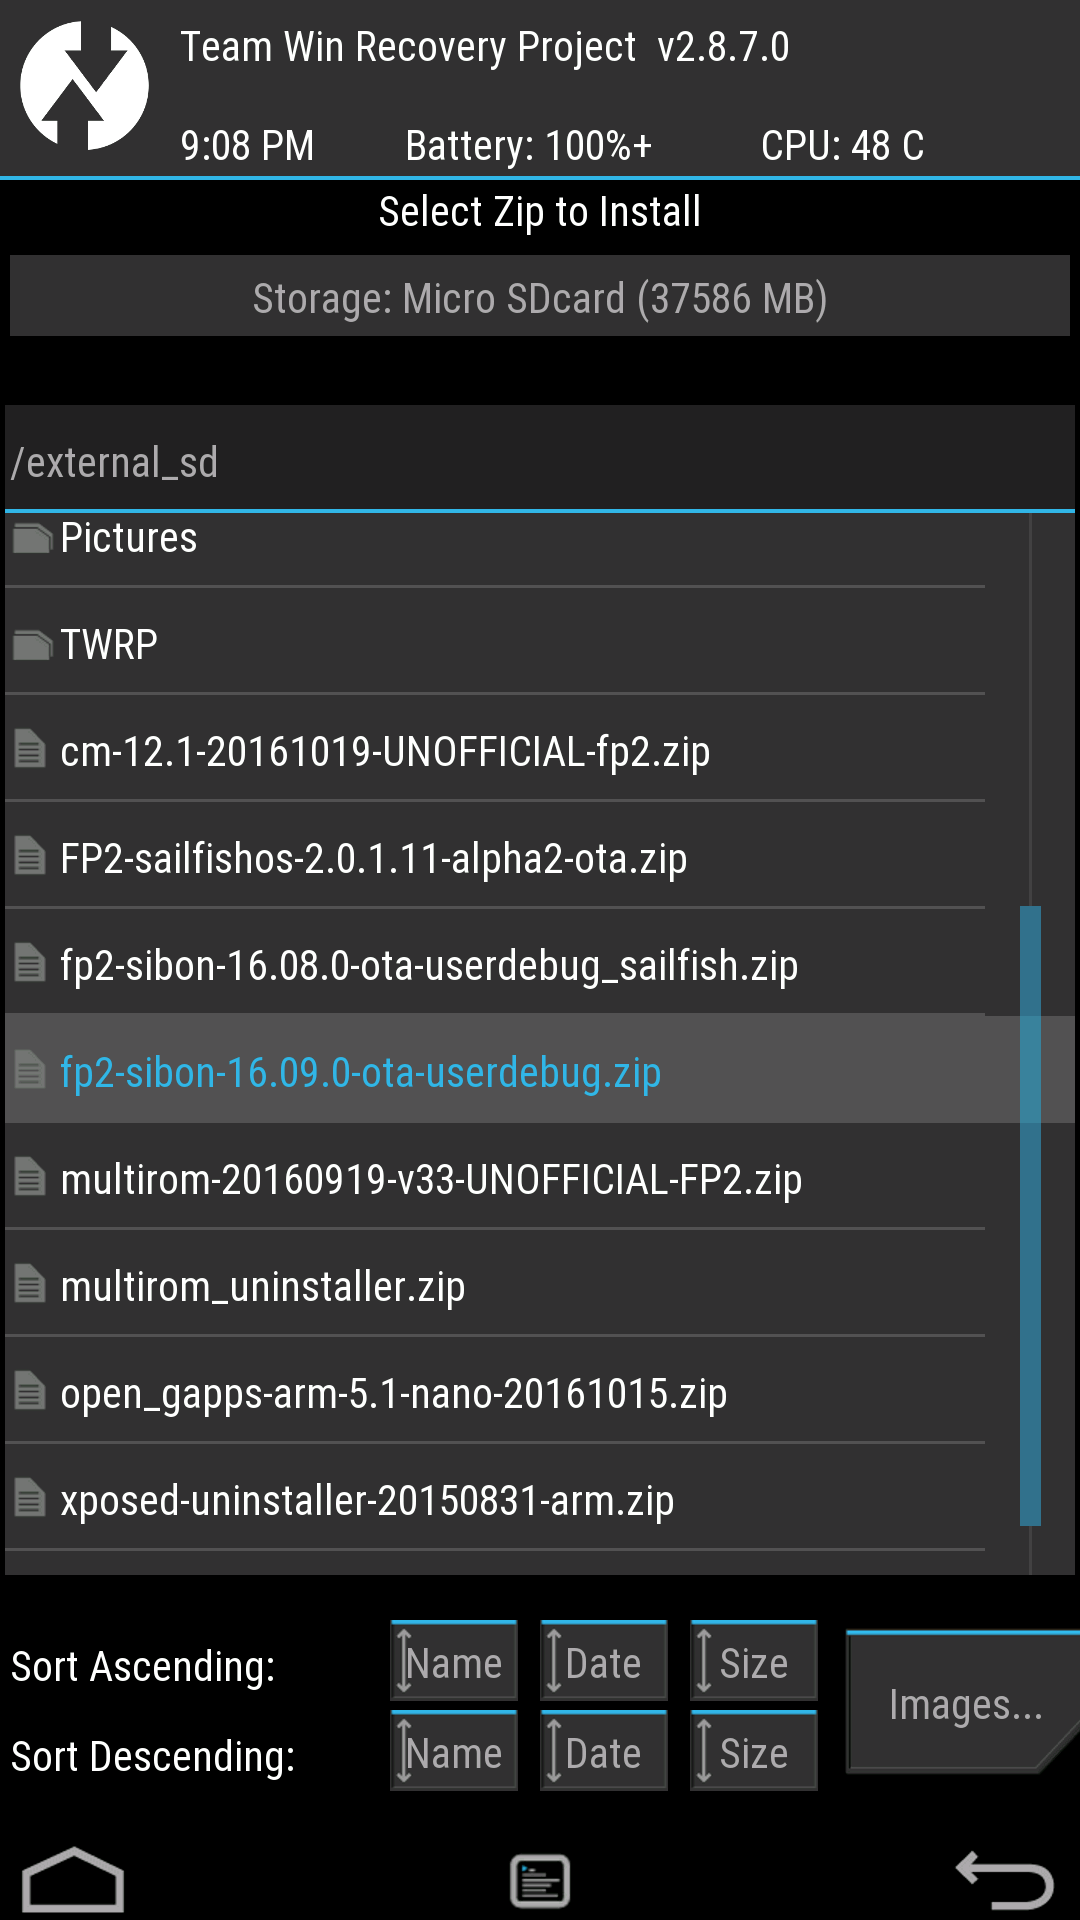 Team Win Recovery Project  v2.8.7.0
9:08 PM Battery: 100%+ CPU: 48 C
Select Zip to Install
Storage: Micro SDcard (37586 MB)
/external_sd
Pictures
TWRP
cm-12.1-20161019-UNOFFICIAL-fp2.zip
FP2-sailfishos-2.0.1.11-alpha2-ota.zip
fp2-sibon-16.08.0-ota-userdebug_sailfish.zip
fp2-sibon-16.09.0-ota-userdebug.zip
multirom-20160919-v33-UNOFFICIAL-FP2.zip
multirom_uninstaller.zip
open_gapps-arm-5.1-nano-20161015.zip
xposed-uninstaller-20150831-arm.zip
Sort Ascending: Name Date Size
Images...
Sort Descending: Name Date Size